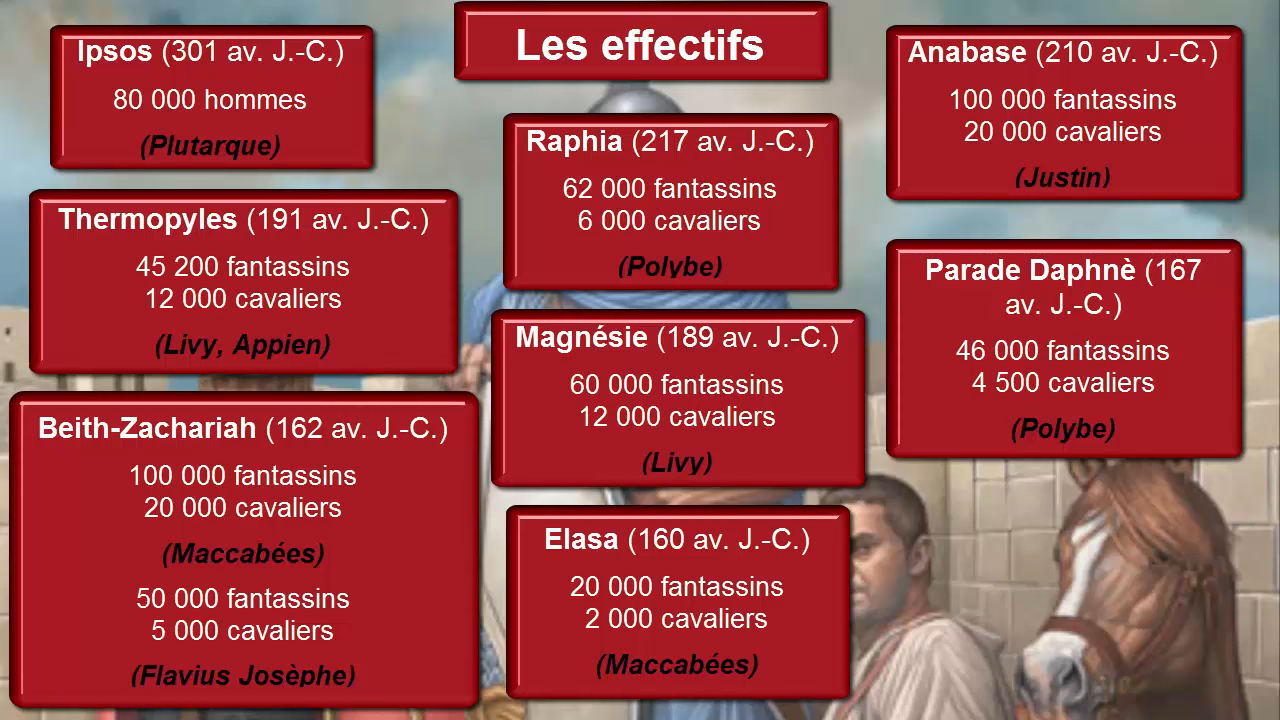 Les effectifs
Ipsos (301 av. J.-C.)
80 000 hommes
(Plutarque)
Raphia (217 av. J.-C.)
62 000 fantassins
6 000 cavaliers
(Polybe)
Anabase (210 av. J.-C.)
100 000 fantassins
20 000 cavaliers
(Justin)
Thermopyles (191 av. J.-C.)
45 200 fantassins
12 000 cavaliers
(Livy, Appien)
Magnésie (189 av. J.-C.)
60 000 fantassins
12 000 cavaliers
(Livy)
Parade Daphnè (167
av. J.-C.)
46 000 fantassins
4 500 cavaliers
(Polybe)
Beith-Zachariah (162 av. J.-C.)
100 000 fantassins
20 000 cavaliers
(Maccabées)
50 000 fantassins
5 000 cavaliers
(Flavius Josèphe)
Elasa (160 av. J.-C.)
20 000 fantassins
2 000 cavaliers
(Maccabées)